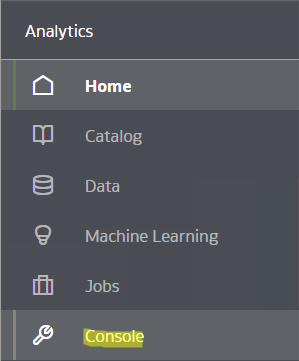 Analytics
Home
Catalog
Data
Machine Learning
Jobs
Console